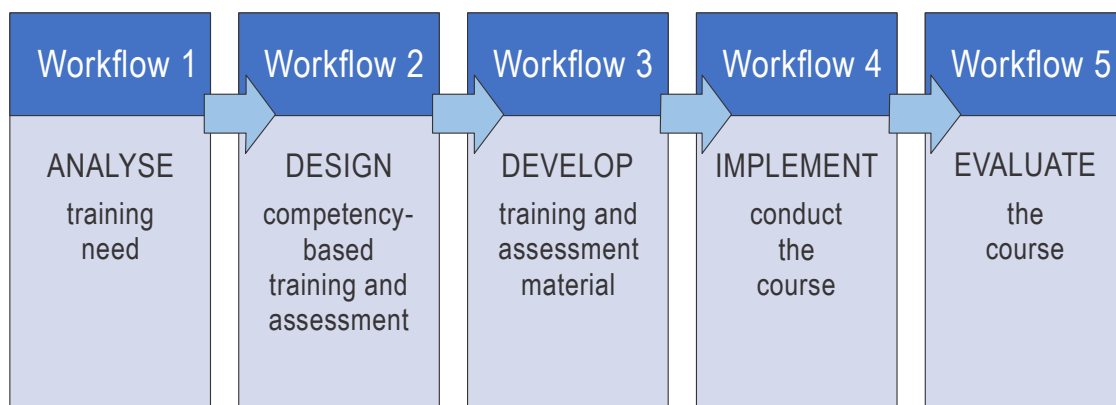 Workflow 1
ANALYSE
training
need
Workflow 2
DESIGN
competency-
based
training and
assessment
Workflow 3
DEVELOP
training and
assessment
material
Workflow 4
IMPLEMENT
conduct
the
course
Workflow 5
EVALUATE
the
course